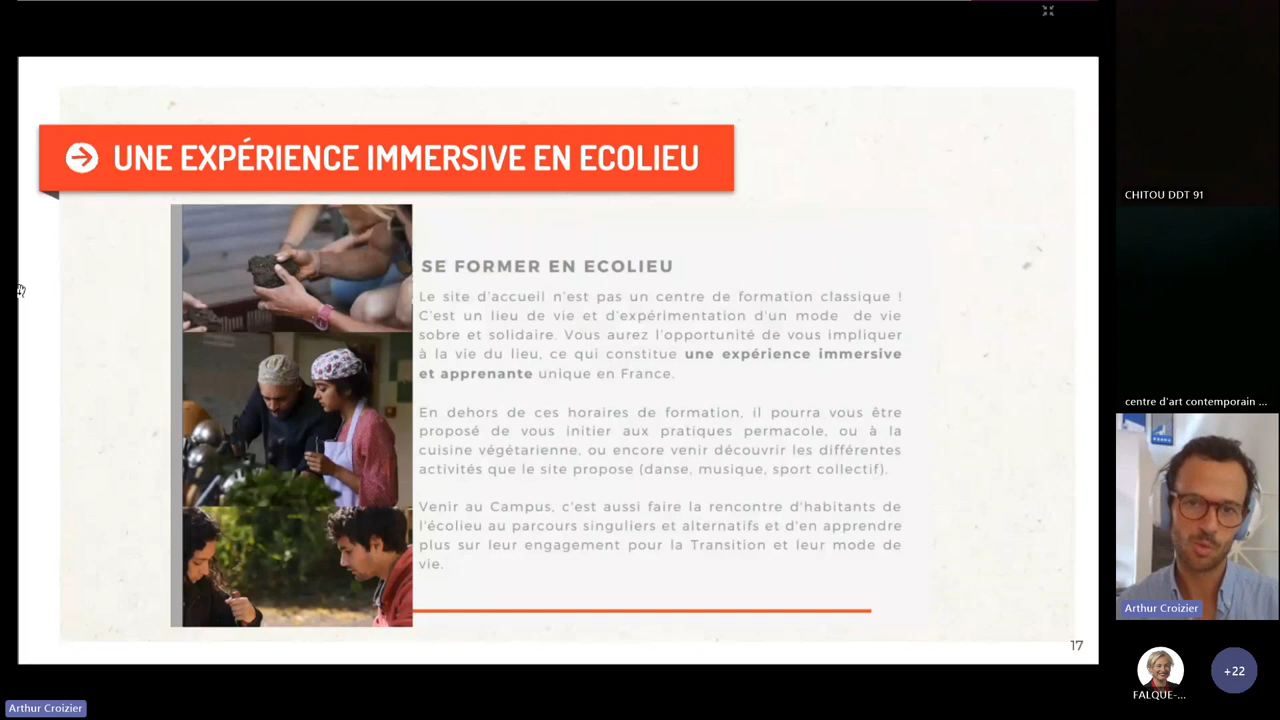 UNE EXPÉRIENCE IMMERSIVE EN ECOLIEU
SE FORMER EN ECOLIEU
Le site d'accueil n'est pas un centre de formation classique !
C'est un lieu de vie et d'expérimentation d'un mode de vie
sobre et solidaire. Vous aurez l'opportunité de vous impliquer
à la vie du lieu, ce qui constitue une expérience immersive
et apprenante unique en France.
En dehors de ces horaires de formation, il pourra vous être
proposé de vous initier aux pratiques permacole, ou à la
cuisine végétarienne, ou encore venir découvrir les différentes
activités que le site propose (danse, musique, sport collectif).
Venir au Campus, c'est aussi faire la rencontre d'habitants de
l'écolieu au parcours singuliers et alternatifs et d'en apprendre
plus sur leur engagement pour la Transition et leur mode de
vie.
17
Arthur Croizier
CHITOU DDT 91
centre d'art contemporain ...
Arthur Croizier
FALQUE-...
+22